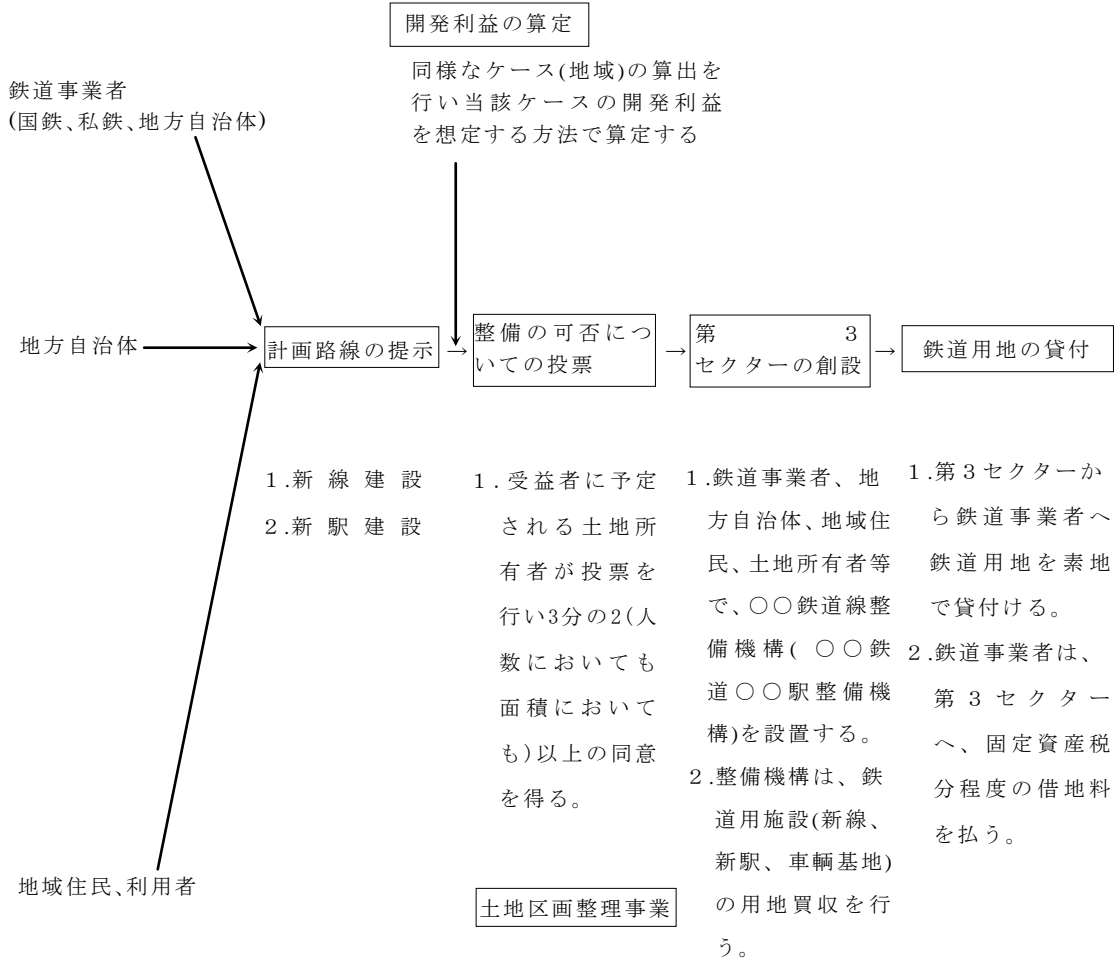 開発利益の算定
同様なケース(地域)の算出を
行い当該ケースの開発利益
を想定する方法で算定する
鉄道事業者
(国鉄、私鉄、地方自治体)
地方自治体
計画路線の提示
→
整備の可否につ
いての投票
→
第 3
セクターの創設
→
鉄道用地の貸付
1.新線建設
2.新駅建設
1.受益者に予定
される土地所
有者が投票を
行い3分の2(人
数においても
面積において
も)以上の同意
を得る。
1.鉄道事業者、地
方自治体、地域住
民、土地所有者等
で、○○鉄道線整
備機構(○○鉄
道○○駅整備機
構)を設置する。
2.整備機構は、鉄
道用施設(新線、
新駅、車輌基地)
の用地買収を行
う。
1.第3セクターか
ら鉄道事業者へ
鉄道用地を素地
で貸付ける。
2.鉄道事業者は、
第3セクター
へ、固定資産税
分程度の借地料
を払う。
地域住民、利用者
土地区画整理事業